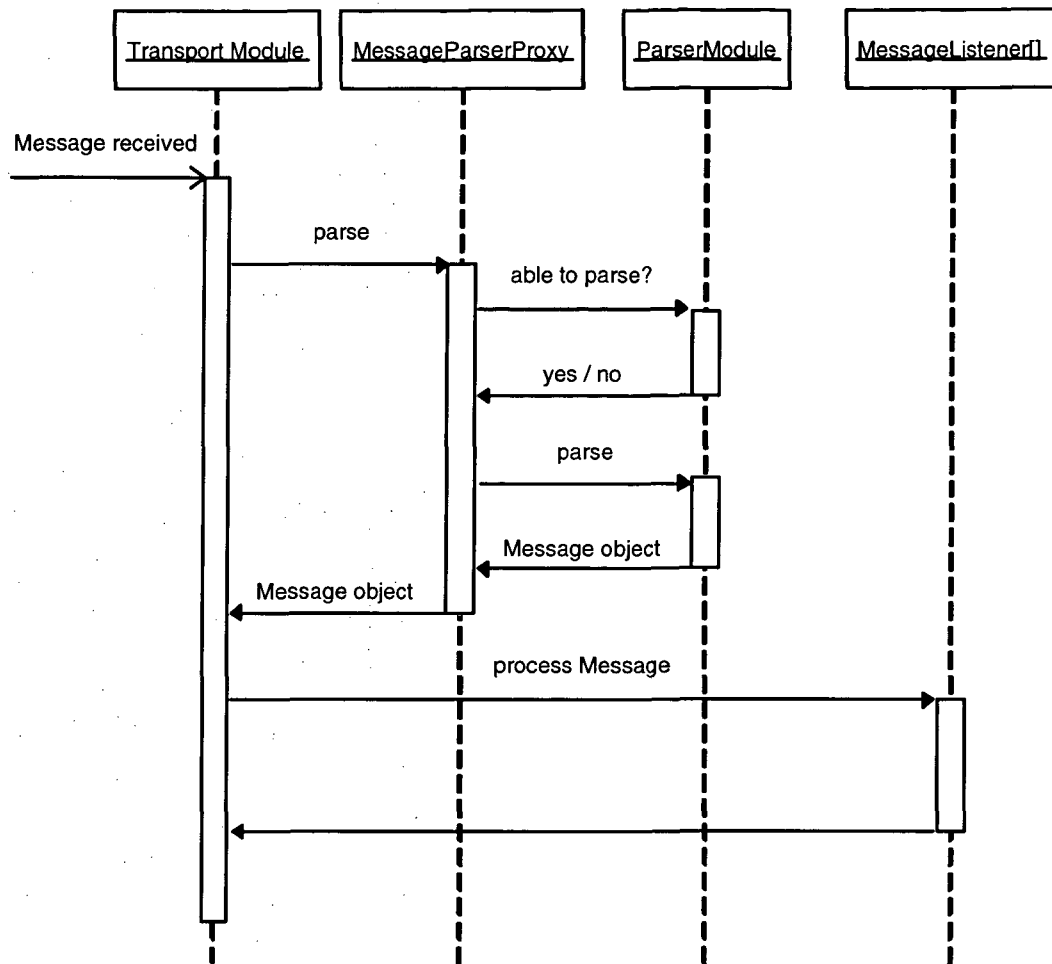 Transport Module
MessageParserProxy
ParserModule
MessageListener[]
Message received
parse
able to parse?
yes / no
parse
Message object
Message object
process Message